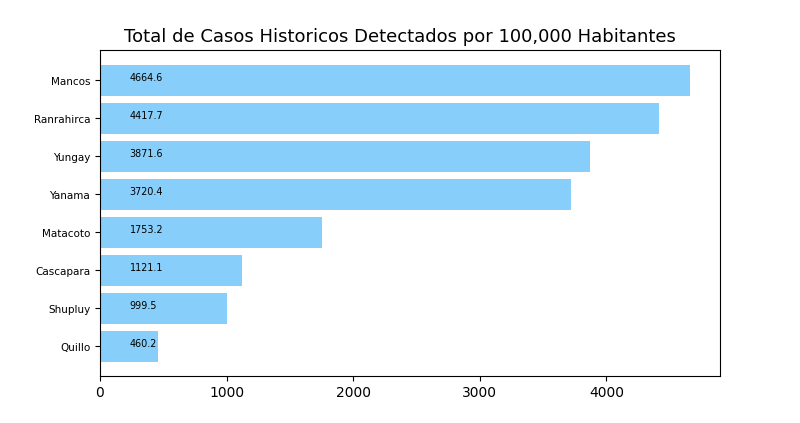 Total de Casos Historicos Detectados por 100,000 Habitantes
Mancos 4664.6
Ranrahirca 4417.7
Yungay 3871.6
Yanama 3720.4
Matacoto 1753.2
Cascapara 1121.1
Shupluy 999.5
Quillo 460.2
0 1000 2000 3000 4000